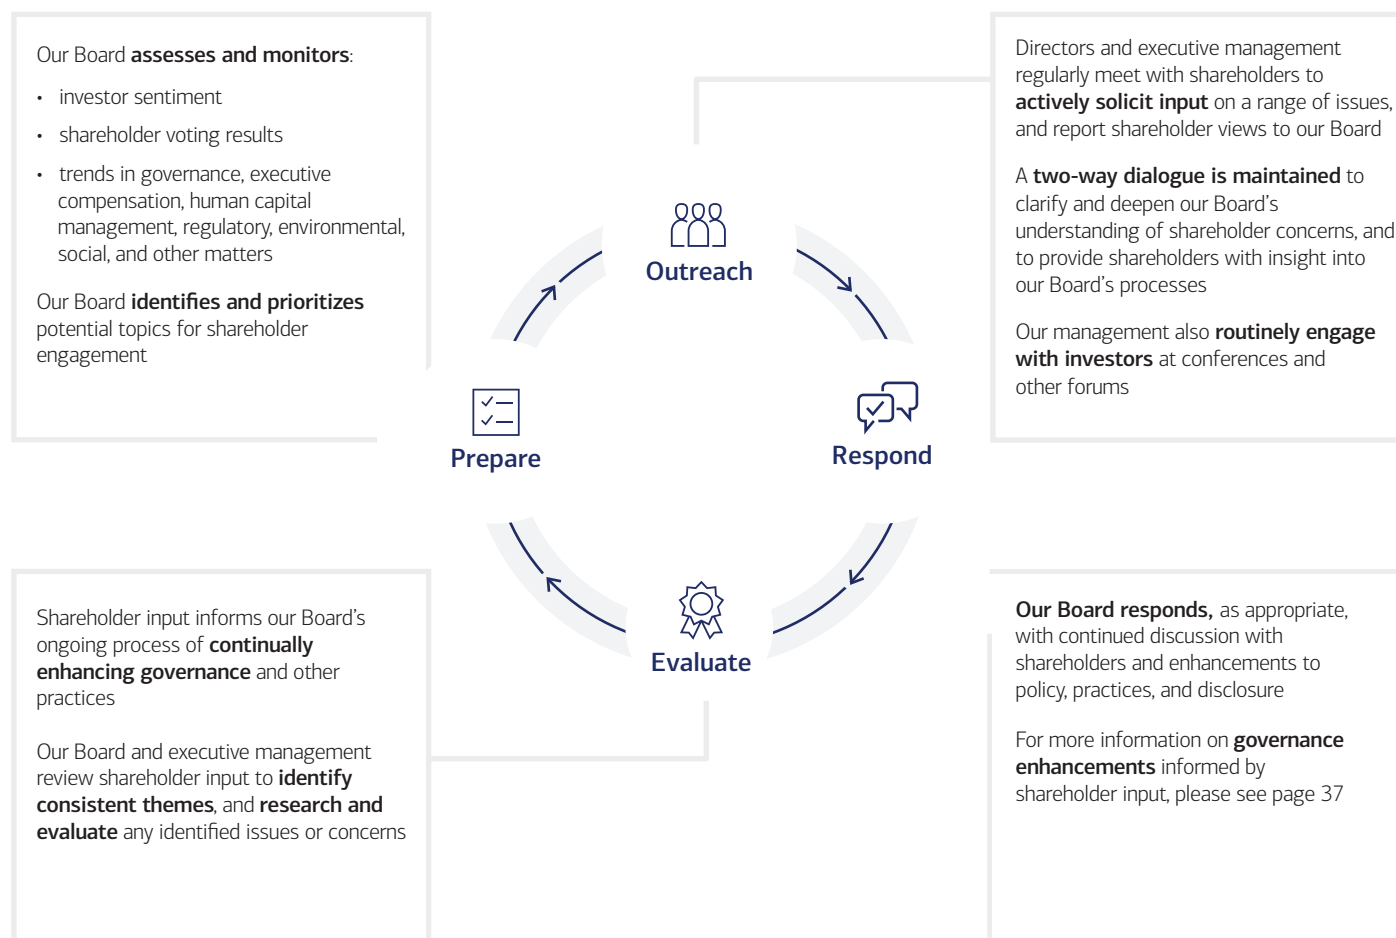 Our Board assesses and monitors:
• investor sentiment
• shareholder voting results
• trends in governance, executive
compensation, human capital
management, regulatory, environmental,
social, and other matters
Our Board identifies and prioritizes
potential topics for shareholder
engagement
Directors and executive management
regularly meet with shareholders to
actively solicit input on a range of issues,
and report shareholder views to our Board
A two-way dialogue is maintained to
clarify and deepen our Board's
understanding of shareholder concerns, and
to provide shareholders with insight into
our Board's processes
Our management also routinely engage
with investors at conferences and
other forums
Outreach
Prepare
Respond
Evaluate
Shareholder input informs our Board's
ongoing process of continually
enhancing governance and other
practices
Our Board and executive management
review shareholder input to identify
consistent themes, and research and
evaluate any identified issues or concerns
Our Board responds, as appropriate,
with continued discussion with
shareholders and enhancements to
policy, practices, and disclosure
For more information on governance
enhancements informed by
shareholder input, please see page 37